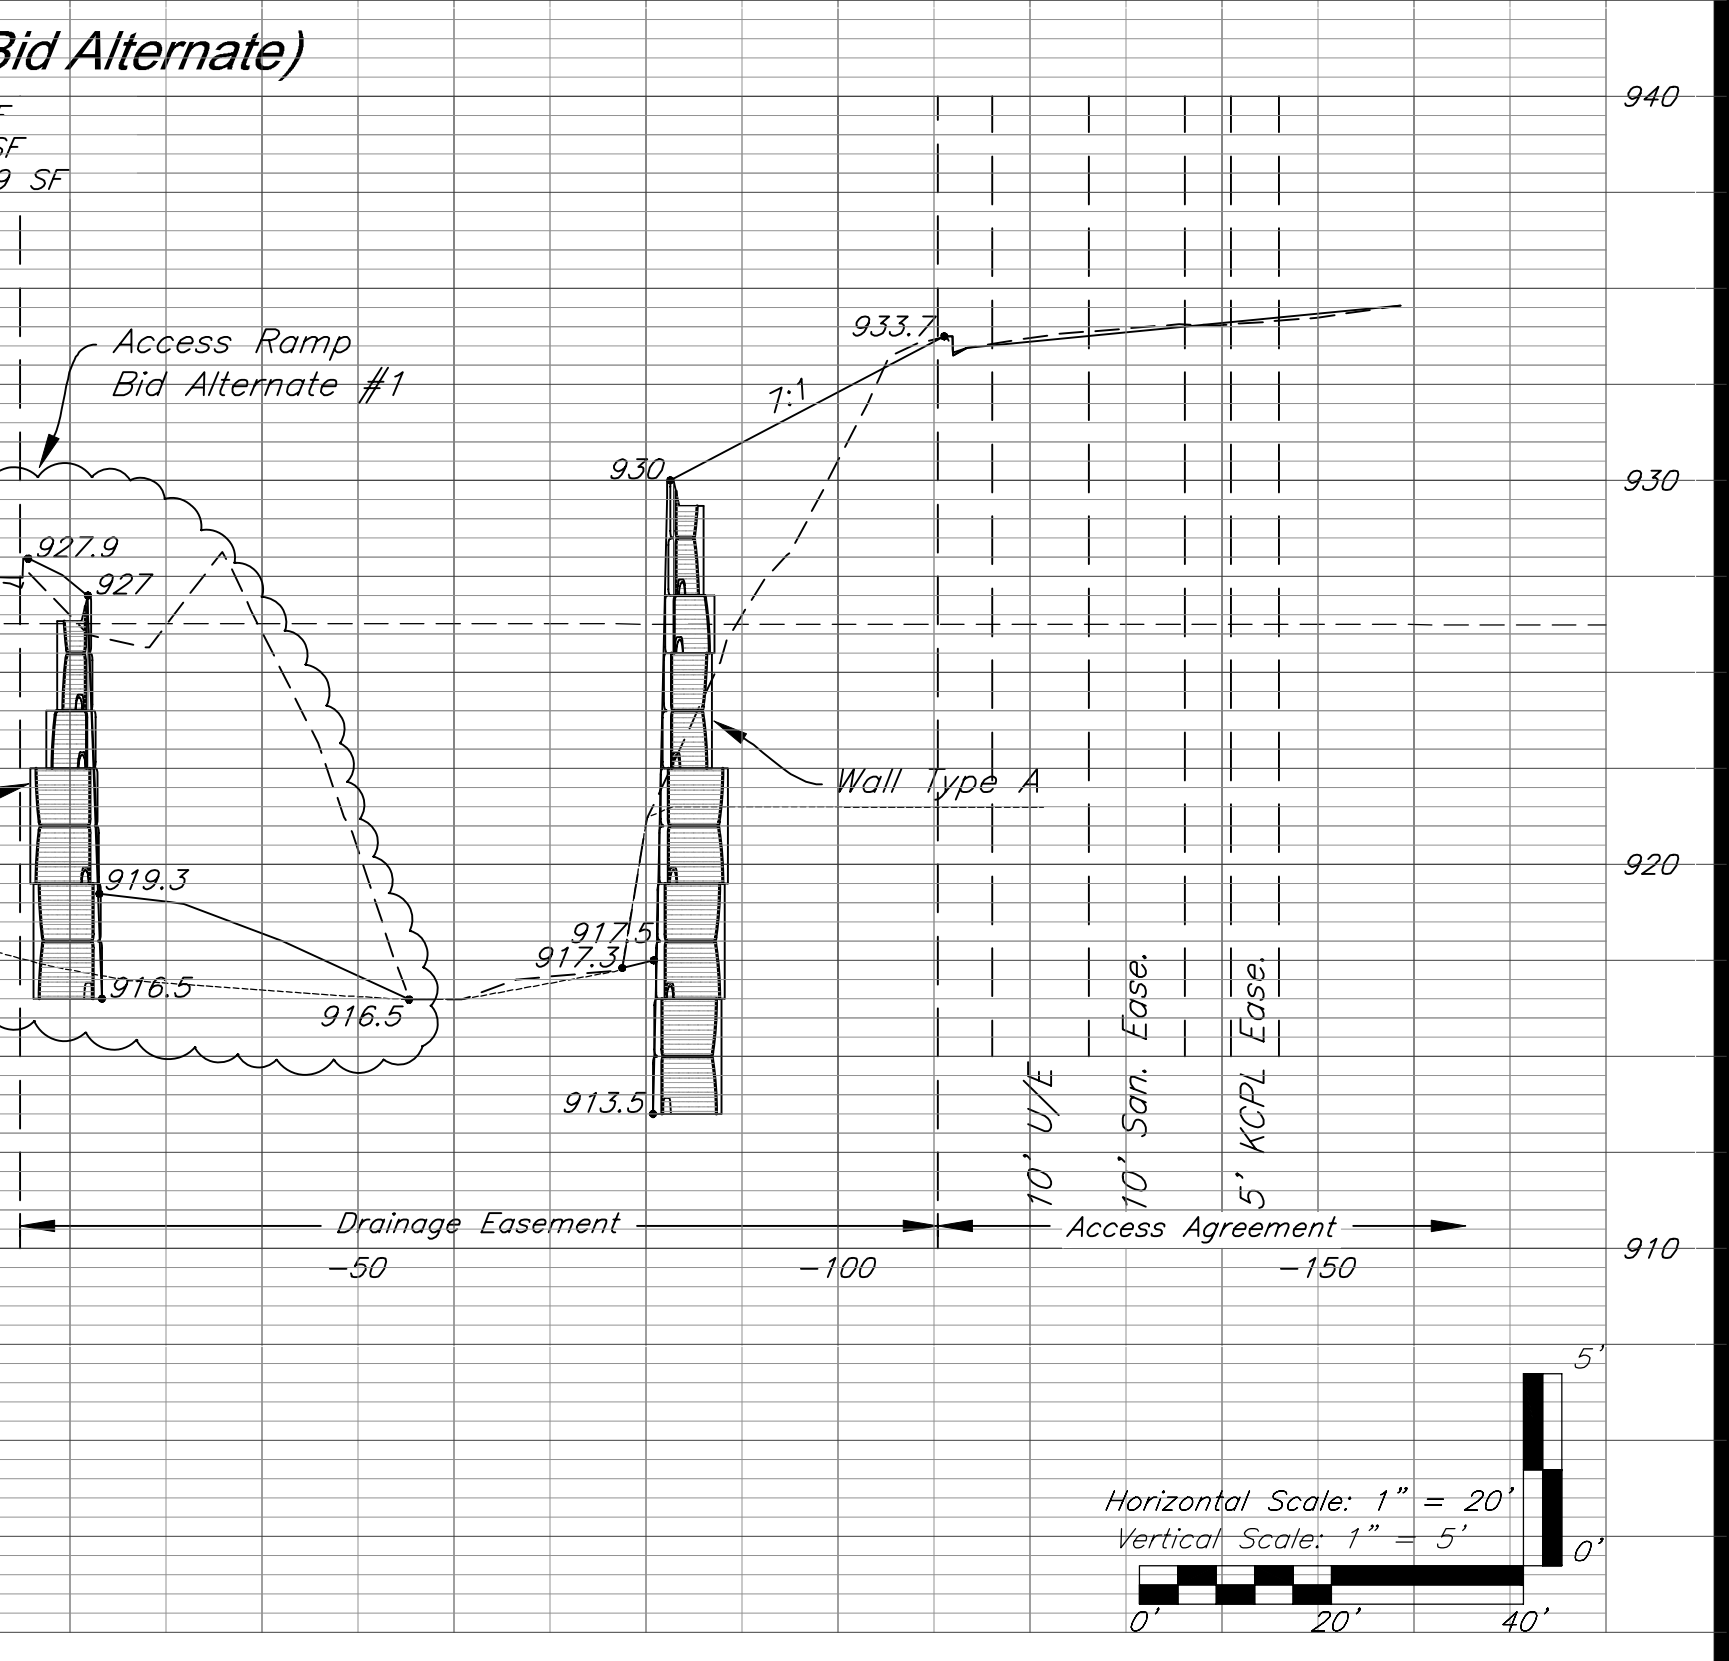 Bid Alternate)
F
SF
9 SF
940
Access Ramp
Bid Alternate #1
933.7
7:1
930
930
927.9
927
Wall Type A
920
919.3
917.5
917.3
916.5
916.5
913.5
10' U/E
10' San. Ease.
5' KCPL Ease.
Drainage Easement
Access Agreement
910
-50
-100
-150
5'
Horizontal Scale: 1" = 20'
Vertical Scale: 1" = 5'
0'
0'
20'
40'